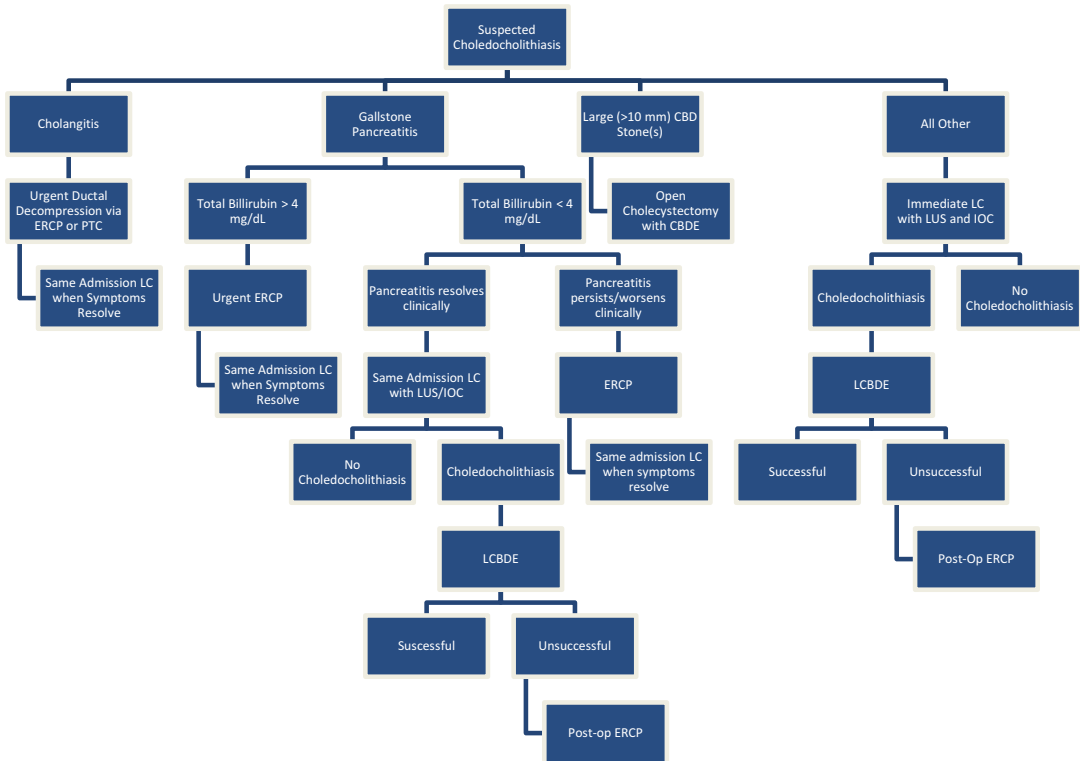 Suspected
Choledocholithiasis
Cholangitis
Gallstone
Pancreatitis
Large (>10 mm) CBD
Stone(s)
All Other
Urgent Ductal
Decompression via
ERCP or PTC
Total Billirubin > 4
mg/dL
Total Billirubin < 4
mg/dL
Open
Cholecystectomy
with CBDE
Immediate LC
with LUS and IOC
Same Admission LC
when Symptoms
Resolve
Urgent ERCP
Pancreatitis resolves
clinically
Pancreatitis
persists/worsens
clinically
Choledocholithiasis
No
Choledocholithiasis
Same Admission LC
when Symptoms
Resolve
Same Admission LC
with LUS/IOC
ERCP
LCBDE
No
Choledocholithiasis
Choledocholithiasis
Same admission LC
when symptoms
resolve
Successful
Unsuccessful
LCBDE
Post-Op ERCP
Suscessful
Unsuccessful
Post-op ERCP